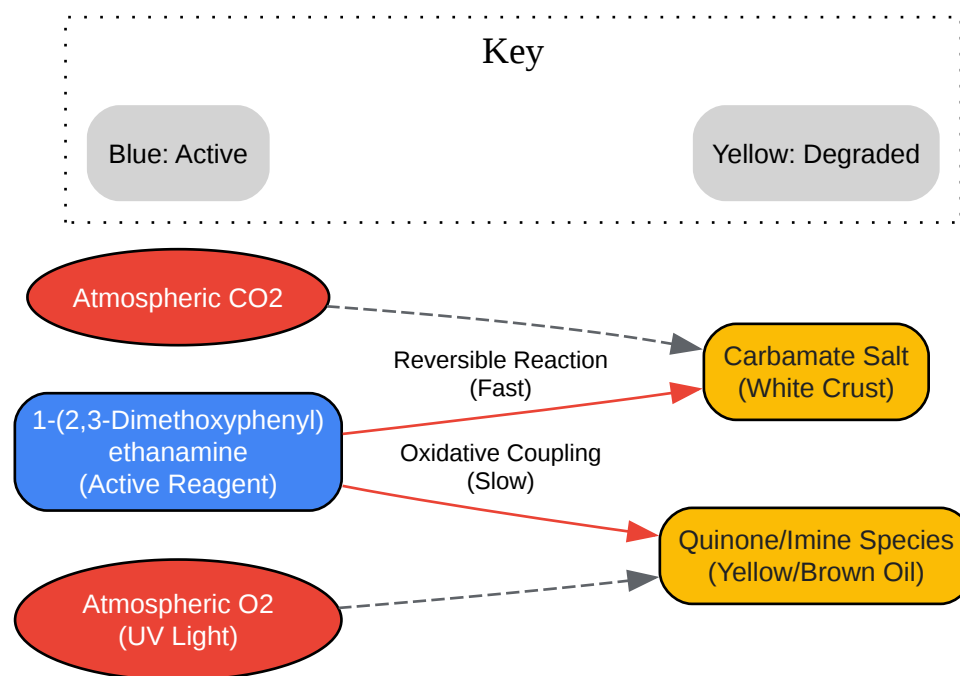 Key
Blue: Active
Yellow: Degraded
Atmospheric CO2
Reversible Reaction
(Fast)
Carbamate Salt
(White Crust)
1-(2,3-Dimethoxyphenyl)
ethanamine
(Active Reagent)
Oxidative Coupling
(Slow)
Quinone/Imine Species
(Yellow/Brown Oil)
Atmospheric O2
(UV Light)